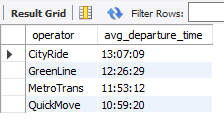 Result Grid Filter Rows:
operator avg_departure_time
CityRide 13:07:09
GreenLine 12:26:29
MetroTrans 11:53:12
QuickMove 10:59:20